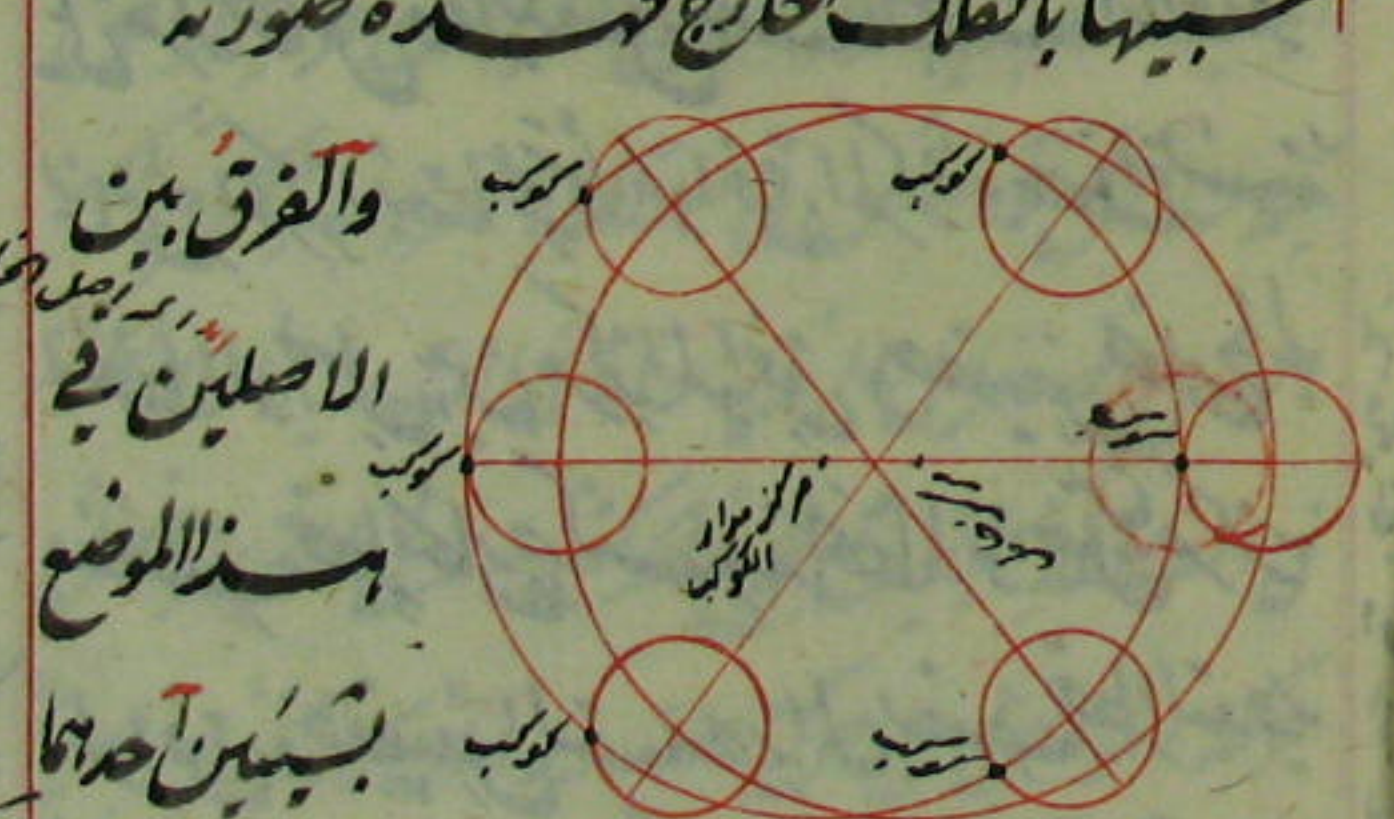 شبيها بالفلك الخارج فهذه صورته
والفرق بين
الاصلين في
هذا الموضع
بشيئين احدهما
كوكب
كوكب
كوكب
كوكب
مركز مدار
الكوكب
كوكب
كوكب